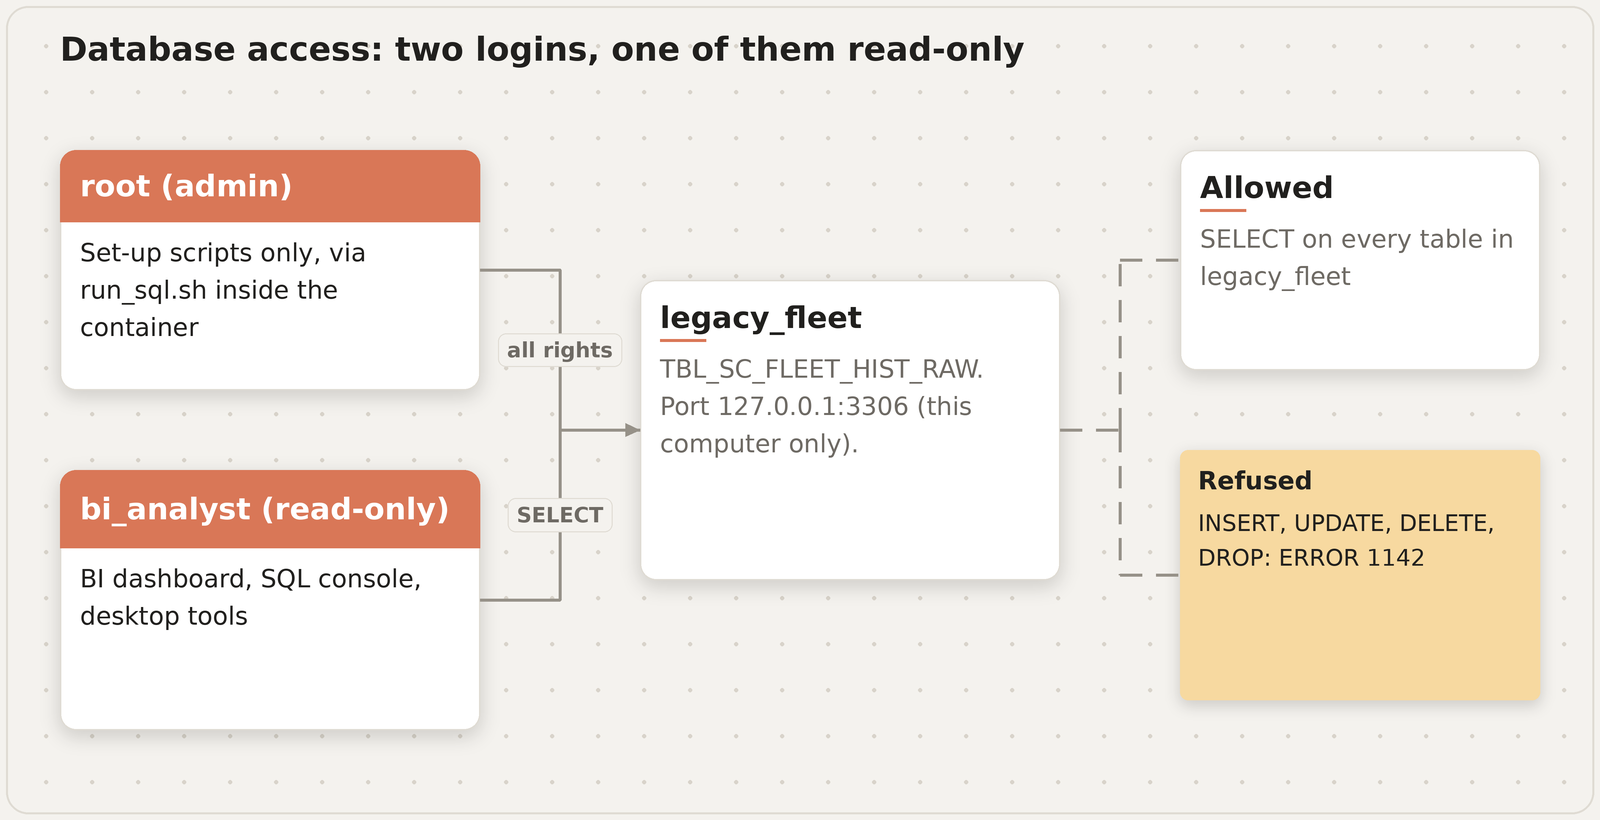 Database access: two logins, one of them read-only
root (admin)
Set-up scripts only, via
run_sql.sh inside the
container
all rights
bi_analyst (read-only)
BI dashboard, SQL console,
desktop tools
SELECT
legacy_fleet
TBL_SC_FLEET_HIST_RAW.
Port 127.0.0.1:3306 (this
computer only).
Allowed
SELECT on every table in
legacy_fleet
Refused
INSERT, UPDATE, DELETE,
DROP: ERROR 1142